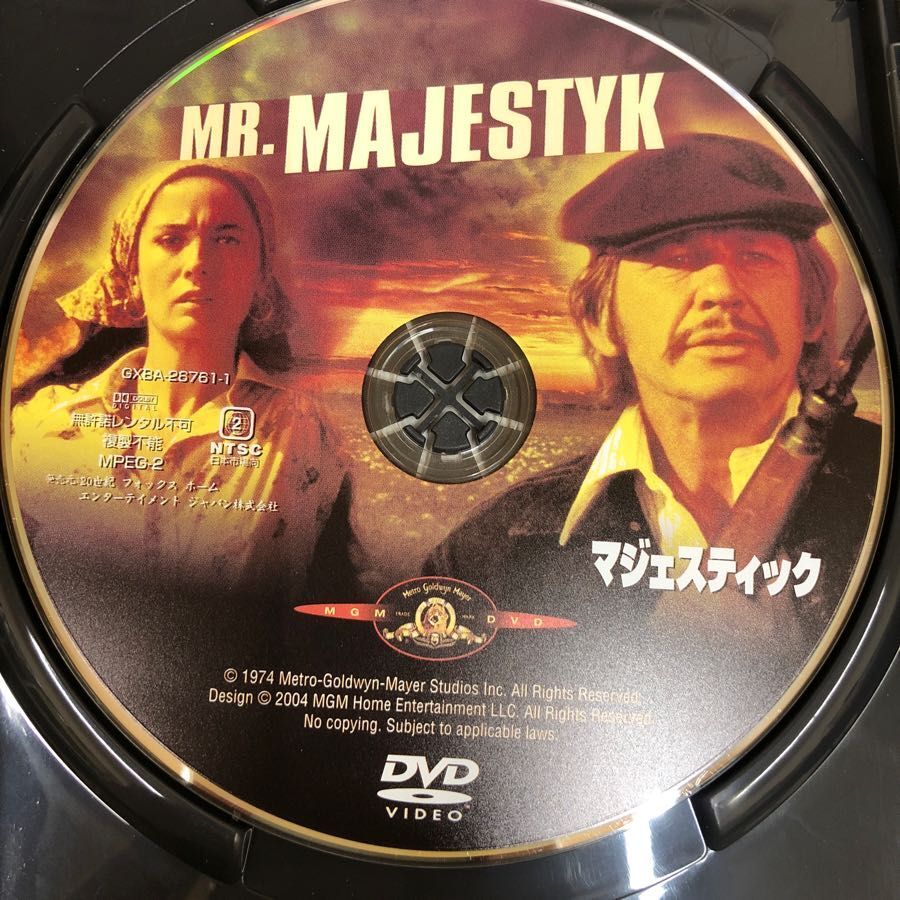 MR. MAJESTYK
GXBA-26761-1
DOLBY
DIGITAL
無許諾レンタル不可
複製不能
MPEG-2
2
NTSC
日本市場向
発売元:20世紀 フォックス ホーム
エンターテイメント ジャパン株式会社
マジェスティック
Metro Goldwyn Mayer
MGM TRADE MARK DVD
© 1974 Metro-Goldwyn-Mayer Studios Inc. All Rights Reserved.
Design © 2004 MGM Home Entertainment LLC. All Rights Reserved.
No copying. Subject to applicable laws.
DVD
VIDEO